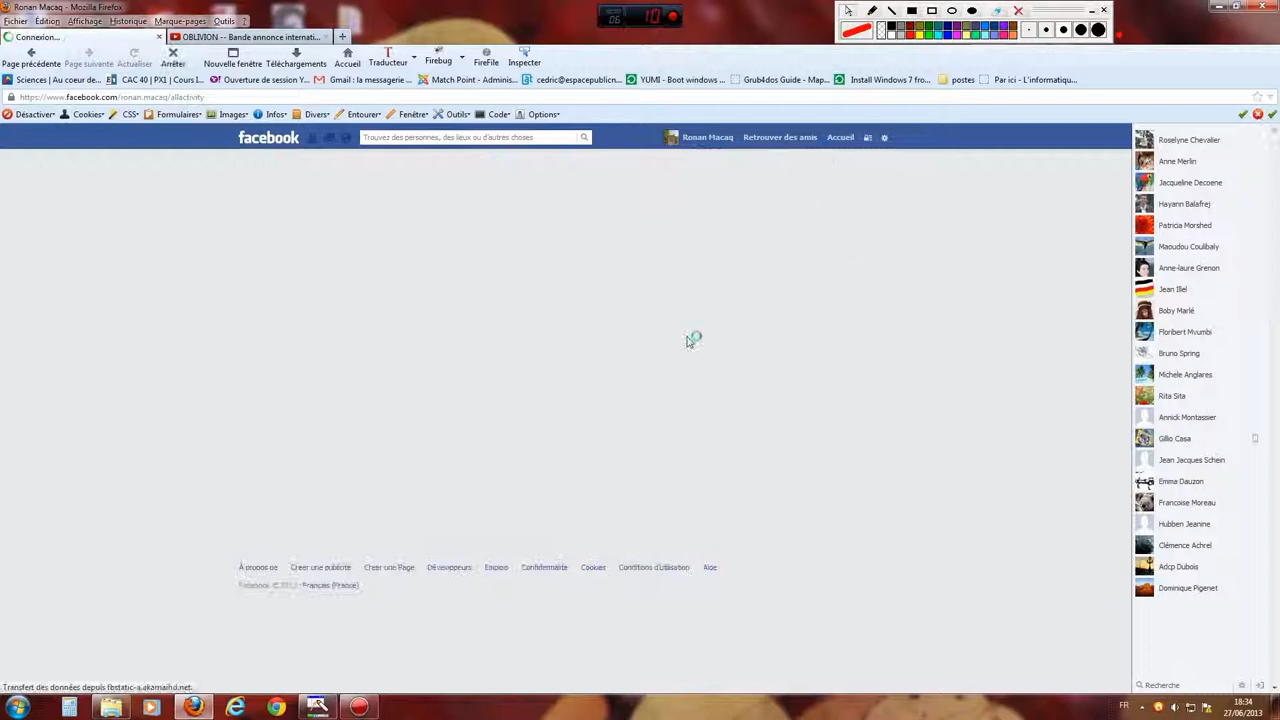 Ronan Macaq - Mozilla Firefox
Fichier Édition Affichage Historique Marque-pages Outils ?
Connexion... OBLIVION -- Bande annonce internati...
Page précédente Page suivante Actualiser Arrêter Nouvelle fenêtre Téléchargements Accueil Traducteur Firebug FireFile Inspecter
Sciences | Au coeur de... CAC 40 | PX1 | Cours I... Ouverture de session Y... Gmail : la messagerie ... Match Point - Adminis... cedric@espacepublicn... YUMI - Boot windows ... Grub4dos Guide - Map... Install Windows 7 fro... postes Par ici - L'informatiqu...
https://www.facebook.com/ronan.macaq/allactivity
Désactiver Cookies CSS Formulaires Images Infos Divers Entourer Fenêtre Outils Code Options
facebook Trouvez des personnes, des lieux ou d'autres choses Ronan Macaq Retrouver des amis Accueil
Roselyne Chevalier
Anne Merlin
Jacqueline Decoene
Hayann Balafrej
Patricia Morshed
Maoudou Coulibaly
Anne-laure Grenon
Jean Illel
Boby Marlé
Floribert Mvumbi
Bruno Spring
Michele Anglares
Rita Sita
Annick Montassier
Gillio Casa
Jean Jacques Schein
Emma Dauzon
Francoise Moreau
Hubben Jeanine
Clémence Achrel
Adcp Dubois
Dominique Pigenet
À propos de Créer une publicité Créer une Page Développeurs Emplois Confidentialité Cookies Conditions d'utilisation Aide
Facebook © Français (France)
Recherche
Transfert des données depuis fbstatic-a.akamaihd.net...
FR 18:34
27/06/2013